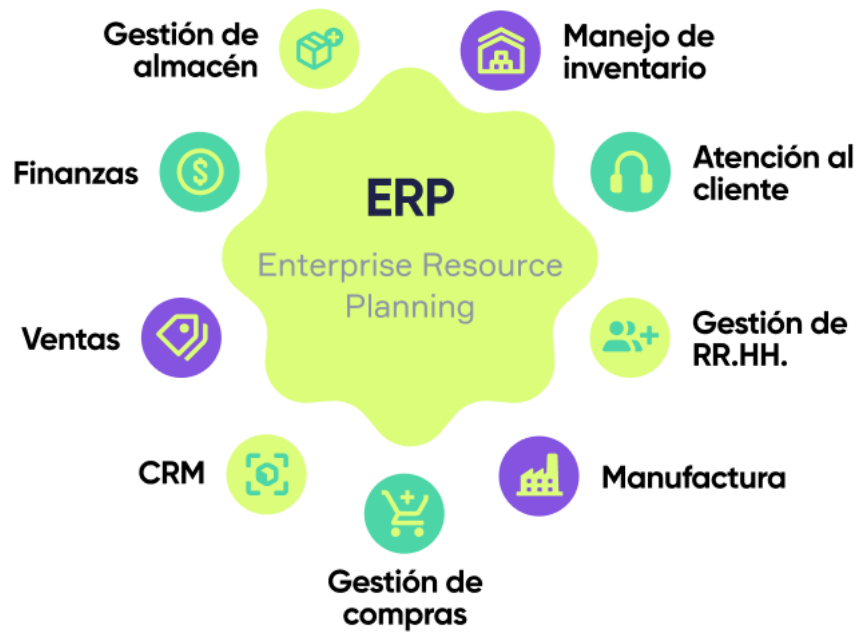 Gestión de
almacén
Manejo de
inventario
Finanzas
ERP
Enterprise Resource
Planning
Atención al
cliente
Ventas
Gestión de
RR.HH.
CRM
Manufactura
Gestión de
compras